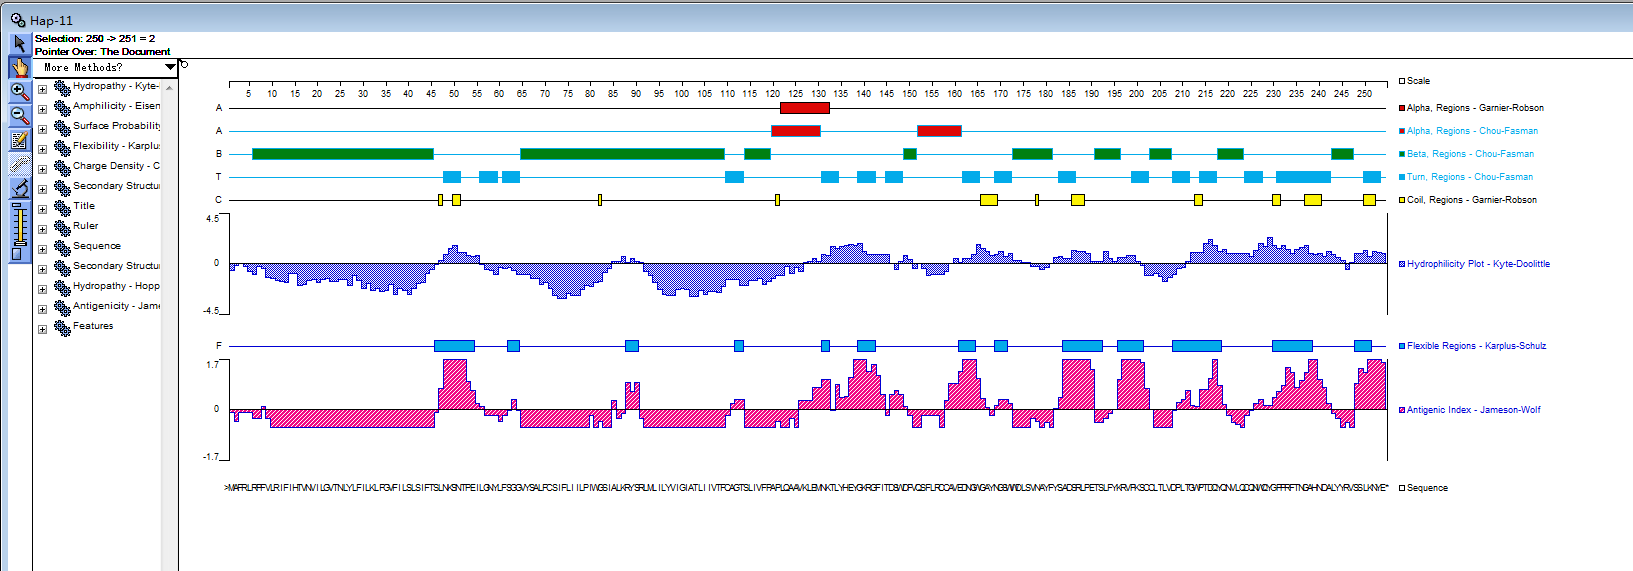 Hap-11
Selection: 250 -> 251 = 2
Pointer Over: The Document
More Methods?
Hydropathy - Kyte-
Amphilicity - Eisen
Surface Probability
Flexibility - Karplu
Charge Density - C
Secondary Structu
Title
Ruler
Sequence
Secondary Structu
Hydropathy - Hopp
Antigenicity - Jame
Features
Scale
5 10 15 20 25 30 35 40 45 50 55 60 65 70 75 80 85 90 95 100 105 110 115 120 125 130 135 140 145 150 155 160 165 170 175 180 185 190 195 200 205 210 215 220 225 230 235 240 245 250
A Alpha, Regions - Garnier-Robson
A Alpha, Regions - Chou-Fasman
B Beta, Regions - Chou-Fasman
T Turn, Regions - Chou-Fasman
C Coil, Regions - Garnier-Robson
4.5
0 Hydrophilicity Plot - Kyte-Doolittle
-4.5
F Flexible Regions - Karplus-Schulz
1.7
0 Antigenic Index - Jameson-Wolf
-1.7
Sequence